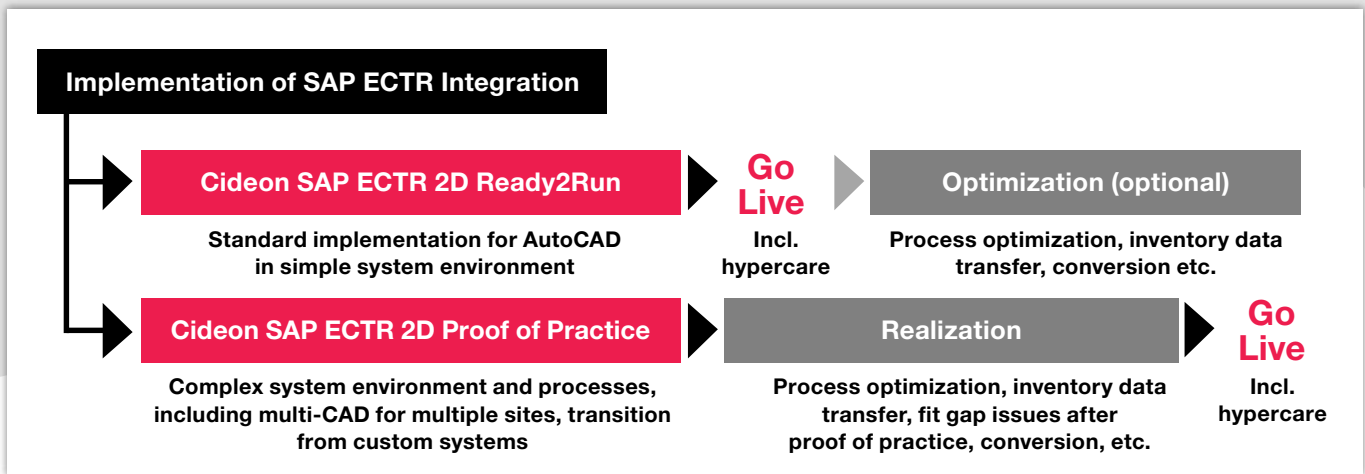 Implementation of SAP ECTR Integration
Cideon SAP ECTR 2D Ready2Run
Go
Live
Optimization (optional)
Standard implementation for AutoCAD
in simple system environment
Incl.
hypercare
Process optimization, inventory data
transfer, conversion etc.
Cideon SAP ECTR 2D Proof of Practice
Realization
Go
Live
Complex system environment and processes,
including multi-CAD for multiple sites, transition
from custom systems
Process optimization, inventory data
transfer, fit gap issues after
proof of practice, conversion, etc.
Incl.
hypercare